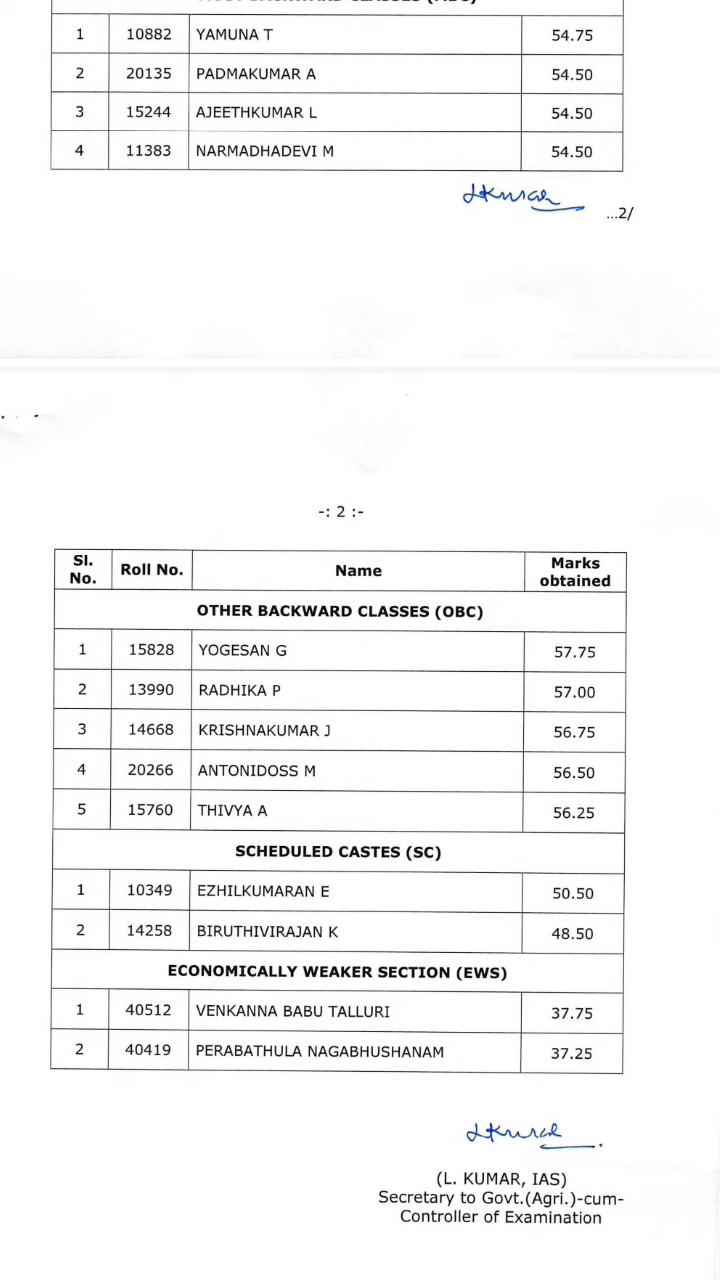 1 10882 YAMUNA T 54.75
2 20135 PADMAKUMAR A 54.50
3 15244 AJEETHKUMAR L 54.50
4 11383 NARMADHADEVI M 54.50
...2/
-: 2 :-
Sl. No. Roll No. Name Marks obtained
OTHER BACKWARD CLASSES (OBC)
1 15828 YOGESAN G 57.75
2 13990 RADHIKA P 57.00
3 14668 KRISHNAKUMAR J 56.75
4 20266 ANTONIDOSS M 56.50
5 15760 THIVYA A 56.25
SCHEDULED CASTES (SC)
1 10349 EZHILKUMARAN E 50.50
2 14258 BIRUTHIVIRAJAN K 48.50
ECONOMICALLY WEAKER SECTION (EWS)
1 40512 VENKANNA BABU TALLURI 37.75
2 40419 PERABATHULA NAGABHUSHANAM 37.25
(L. KUMAR, IAS)
Secretary to Govt.(Agri.)-cum-
Controller of Examination